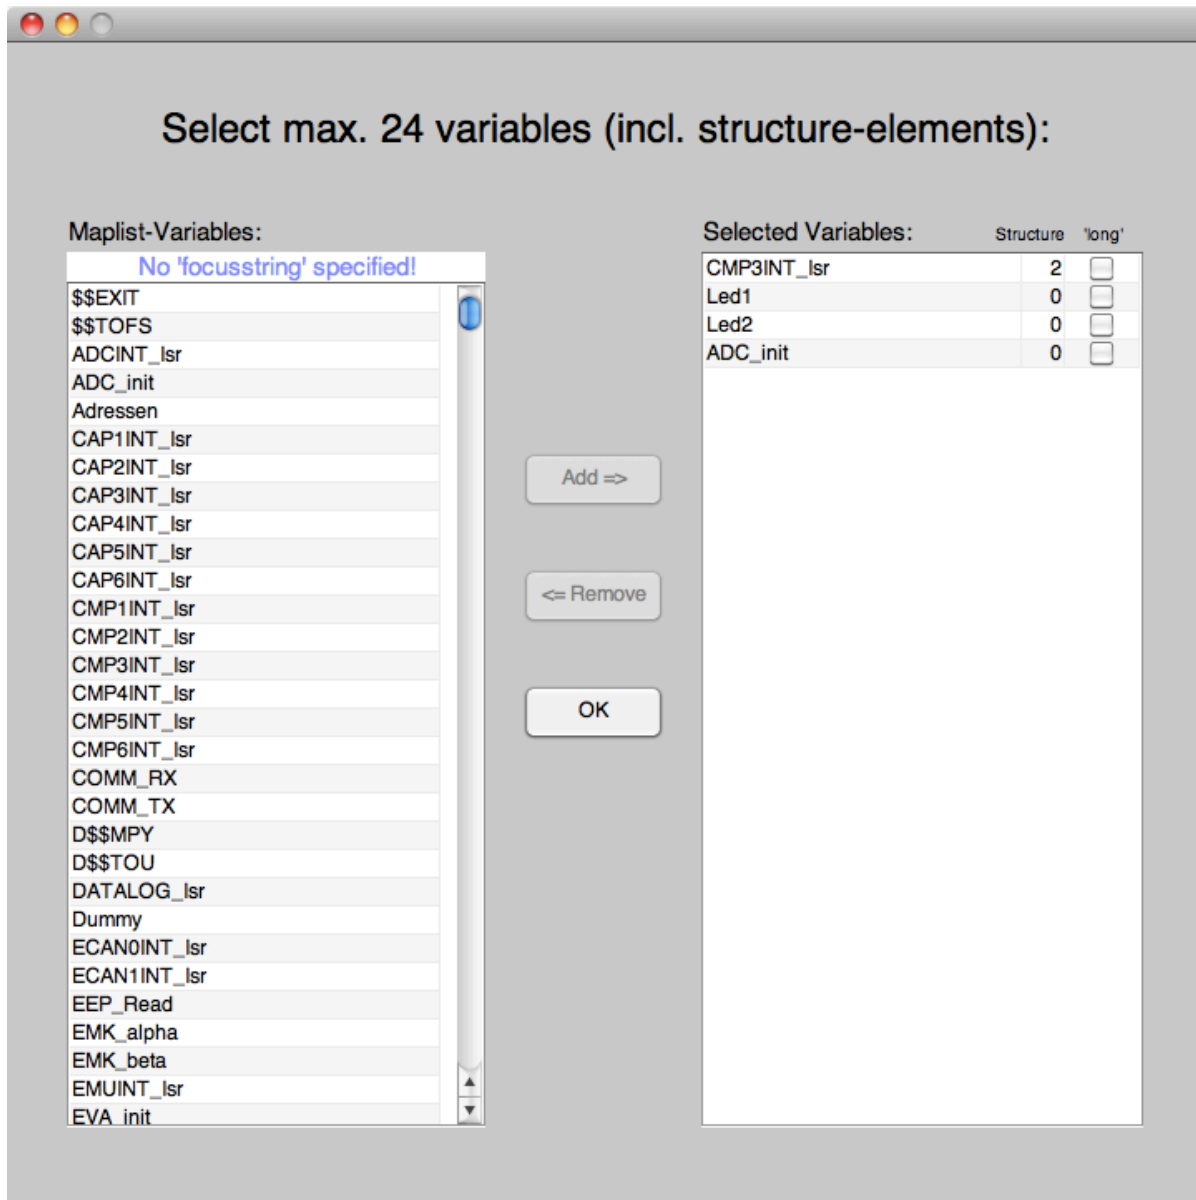 Select max. 24 variables (incl. structure-elements):
Maplist-Variables:
No 'focusstring' specified!
$$EXIT
$$TOFS
ADCINT_Isr
ADC_init
Adressen
CAP1INT_Isr
CAP2INT_Isr
CAP3INT_Isr
CAP4INT_Isr
CAP5INT_Isr
CAP6INT_Isr
CMP1INT_Isr
CMP2INT_Isr
CMP3INT_Isr
CMP4INT_Isr
CMP5INT_Isr
CMP6INT_Isr
COMM_RX
COMM_TX
D$$MPY
D$$TOU
DATALOG_Isr
Dummy
ECAN0INT_Isr
ECAN1INT_Isr
EEP_Read
EMK_alpha
EMK_beta
EMUINT_Isr
EVA_init
Add =>
<= Remove
OK
Selected Variables: Structure 'long'
CMP3INT_Isr 2
Led1 0
Led2 0
ADC_init 0